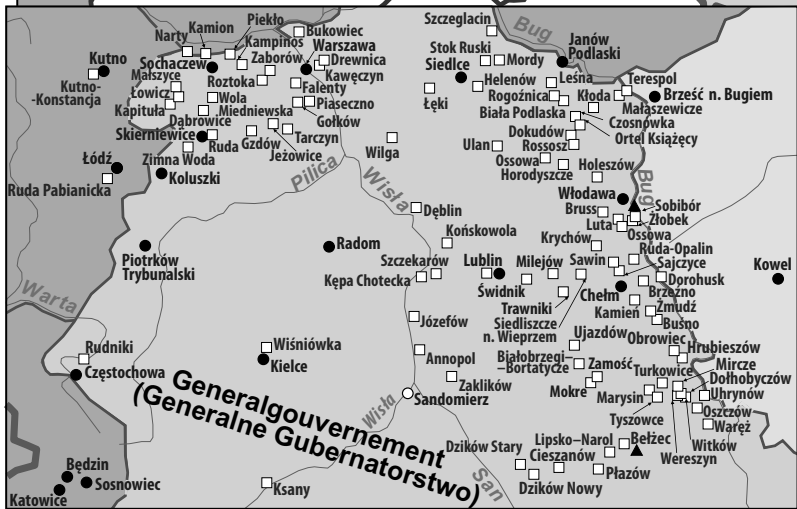 Narty
Kamion
Piekło
Kampinos
Bukowiec
Warszawa
Drewnica
Kawęczyn
Szczeglacin
Bug
Janów
Podlaski
Stok Ruski
Mordy
Siedlce
Kutno
Kutno-
-Konstancja
Sochaczew
Zaborów
Małszyce
Roztoka
Falenty
Łowicz
Wola
Miedniewska
Piaseczno
Kapituła
Gołków
Dąbrowice
Skierniewice
Ruda
Gzdów
Tarczyn
Jeżowice
Zimna Woda
Koluszki
Łódź
Ruda Pabianicka
Helenów
Leśna
Terespol
Łęki
Rogoźnica
Kłoda
Brześć n. Bugiem
Małaszewicze
Biała Podlaska
Czosnówka
Dokudów
Ortel Książęcy
Rossosz
Wilga
Ulan
Ossowa
Horodyszcze
Holeszów
Pilica
Wisła
Bug
Włodawa
Sobibór
Bruss
Żłobek
Luta
Ossowa
Dęblin
Końskowola
Krychów
Ruda-Opalin
Piotrków
Trybunalski
Radom
Szczekarów
Lublin
Milejów
Sawin
Sajczyce
Kowel
Kępa Chotecka
Świdnik
Dorohusk
Trawniki
Chełm
Brzeźno
Siedliszcze
n. Wieprzem
Kamień
Żmudź
Buśno
Warta
Józefów
Ujazdów
Obrowiec
Hrubieszów
Rudniki
Wiśniówka
Białobrzegi–
–Bortatycze
Częstochowa
Kielce
Annopol
Zamość
Turkowice
Mircze
Dołhobyczów
Zaklików
Mokre
Marysin
Uhrynów
Generalgouvernement
(Generalne Gubernatorstwo)
Wisła
Sandomierz
Tyszowce
Oszczów
Waręż
Witków
Wereszyn
Dzików Stary
Lipsko–Narol
Bełżec
Cieszanów
Będzin
Sosnowiec
Katowice
Ksany
San
Dzików Nowy
Płazów